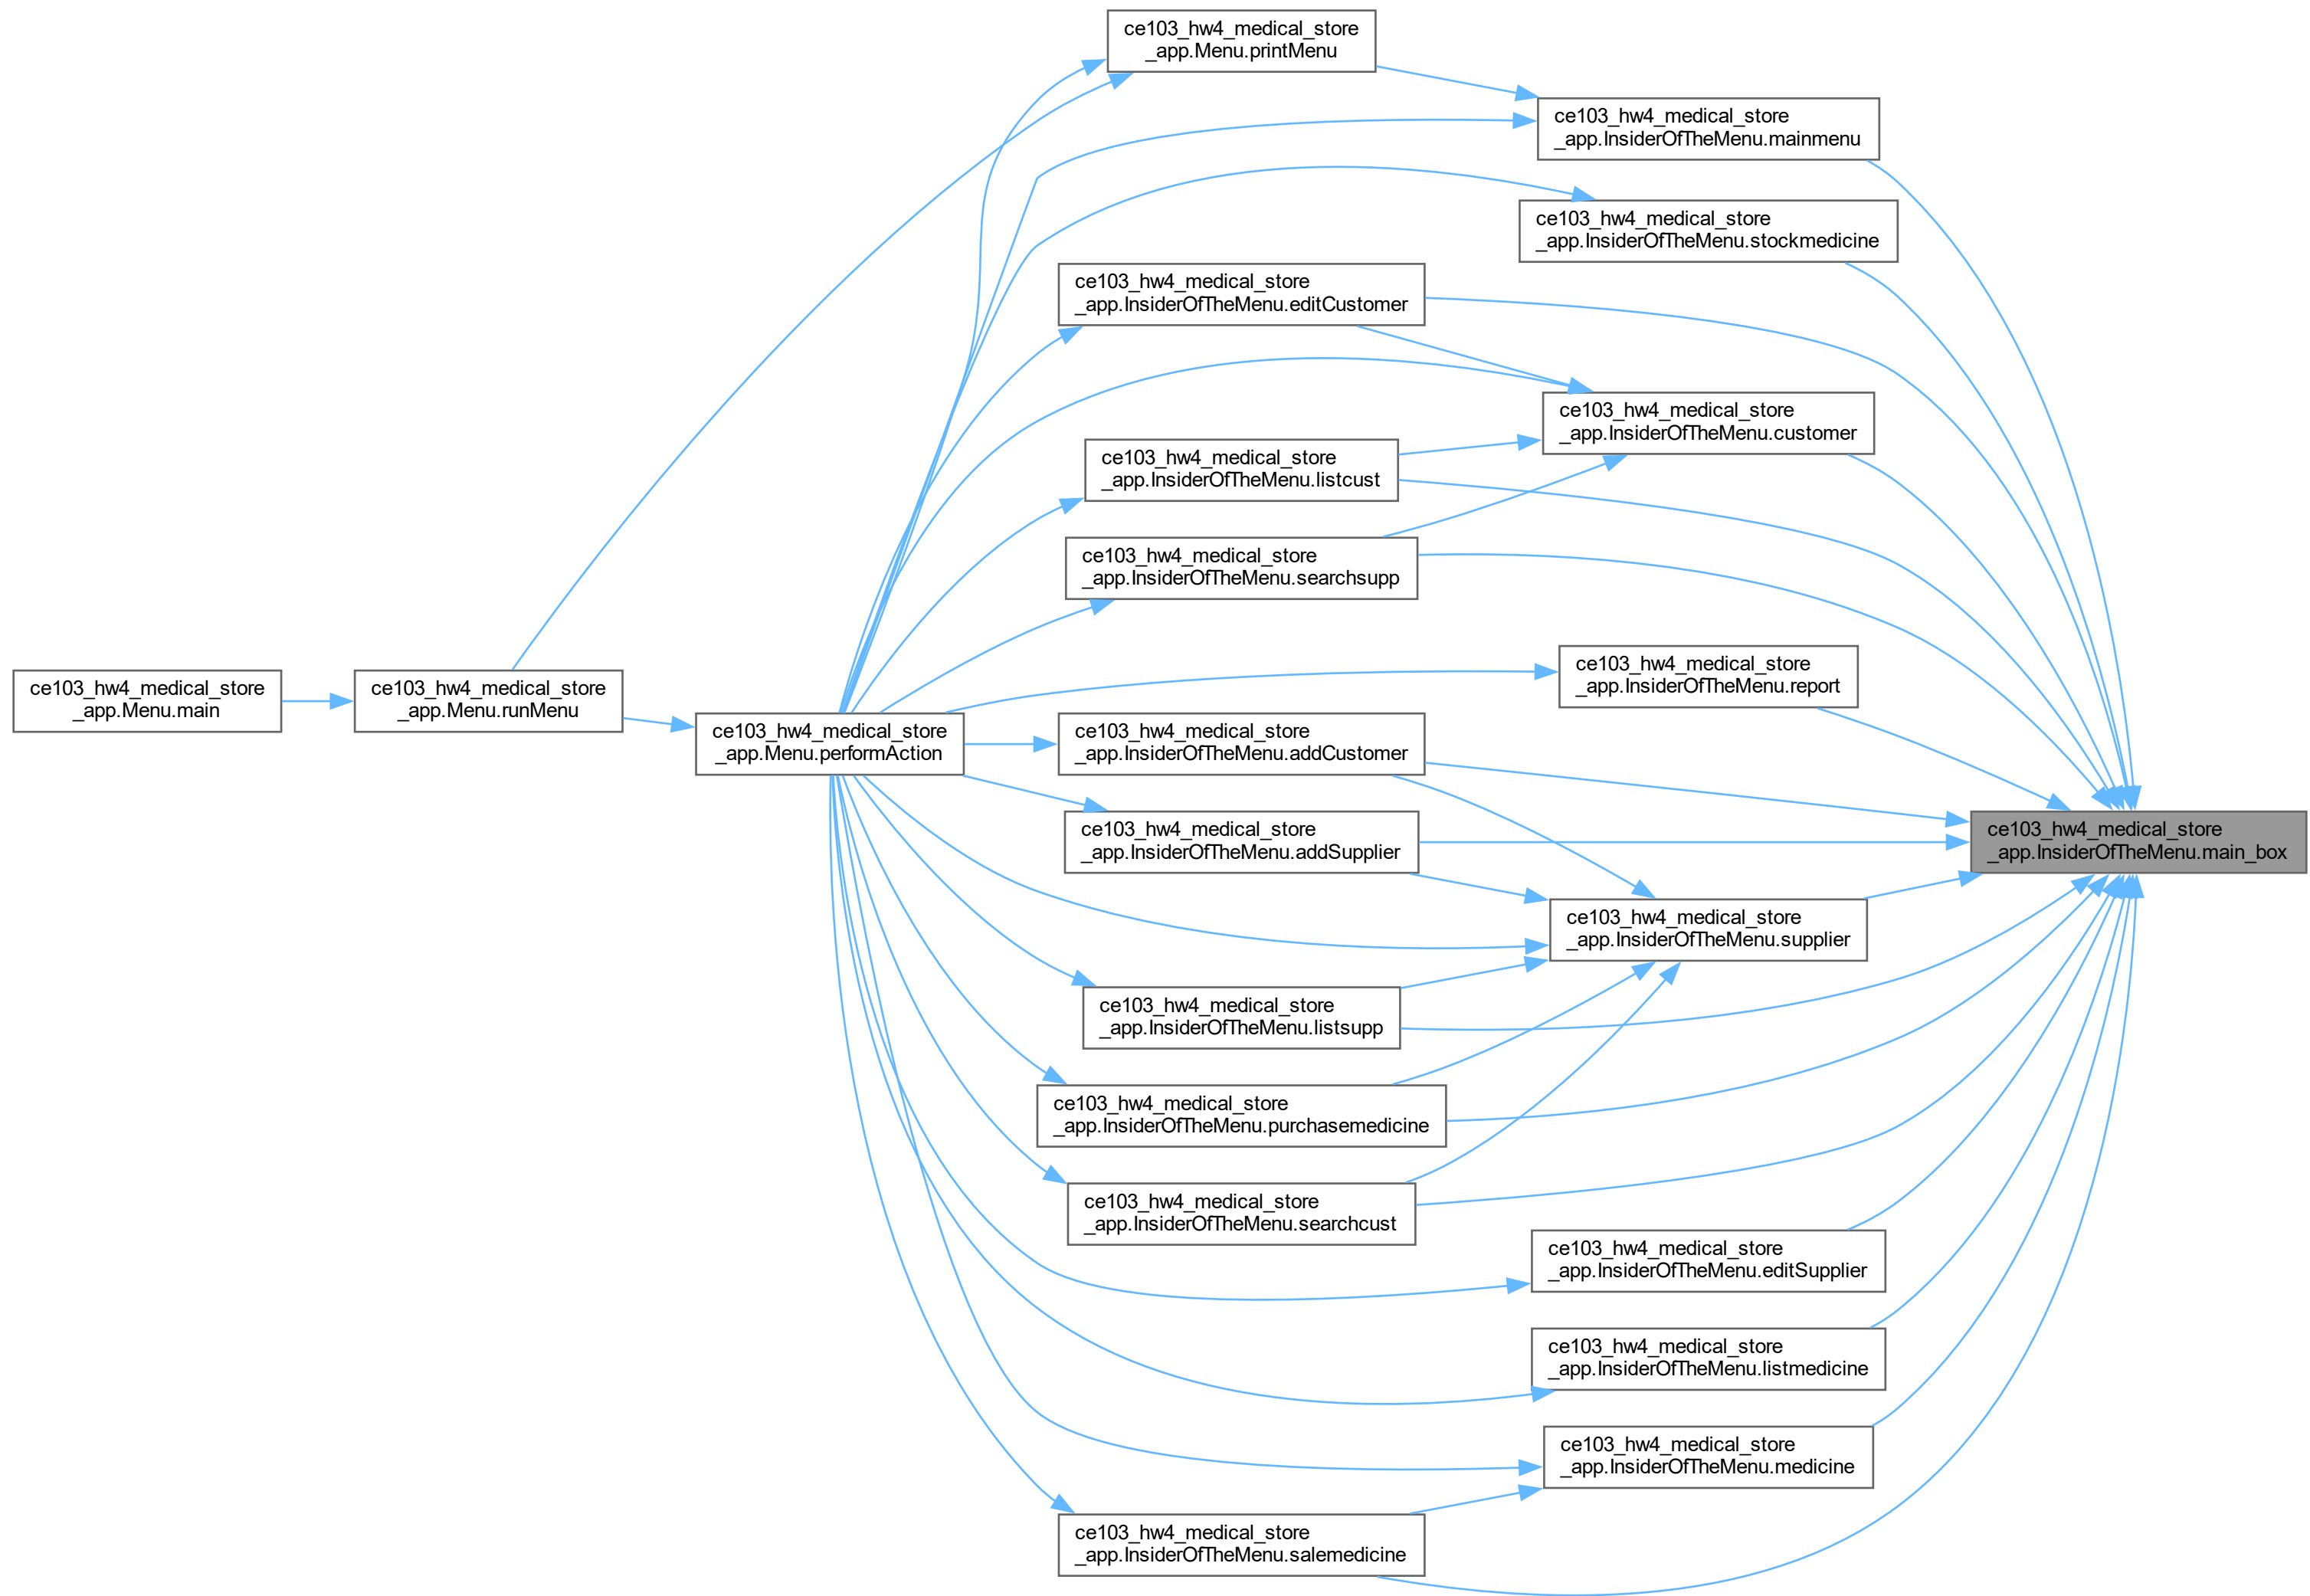 ce103_hw4_medical_store
_app.Menu.printMenu
ce103_hw4_medical_store
_app.InsiderOfTheMenu.mainmenu
ce103_hw4_medical_store
_app.InsiderOfTheMenu.stockmedicine
ce103_hw4_medical_store
_app.InsiderOfTheMenu.editCustomer
ce103_hw4_medical_store
_app.InsiderOfTheMenu.customer
ce103_hw4_medical_store
_app.InsiderOfTheMenu.listcust
ce103_hw4_medical_store
_app.InsiderOfTheMenu.searchsupp
ce103_hw4_medical_store
_app.InsiderOfTheMenu.report
ce103_hw4_medical_store
_app.Menu.main
ce103_hw4_medical_store
_app.Menu.runMenu
ce103_hw4_medical_store
_app.Menu.performAction
ce103_hw4_medical_store
_app.InsiderOfTheMenu.addCustomer
ce103_hw4_medical_store
_app.InsiderOfTheMenu.addSupplier
ce103_hw4_medical_store
_app.InsiderOfTheMenu.main_box
ce103_hw4_medical_store
_app.InsiderOfTheMenu.supplier
ce103_hw4_medical_store
_app.InsiderOfTheMenu.listsupp
ce103_hw4_medical_store
_app.InsiderOfTheMenu.purchasemedicine
ce103_hw4_medical_store
_app.InsiderOfTheMenu.searchcust
ce103_hw4_medical_store
_app.InsiderOfTheMenu.editSupplier
ce103_hw4_medical_store
_app.InsiderOfTheMenu.listmedicine
ce103_hw4_medical_store
_app.InsiderOfTheMenu.medicine
ce103_hw4_medical_store
_app.InsiderOfTheMenu.salemedicine